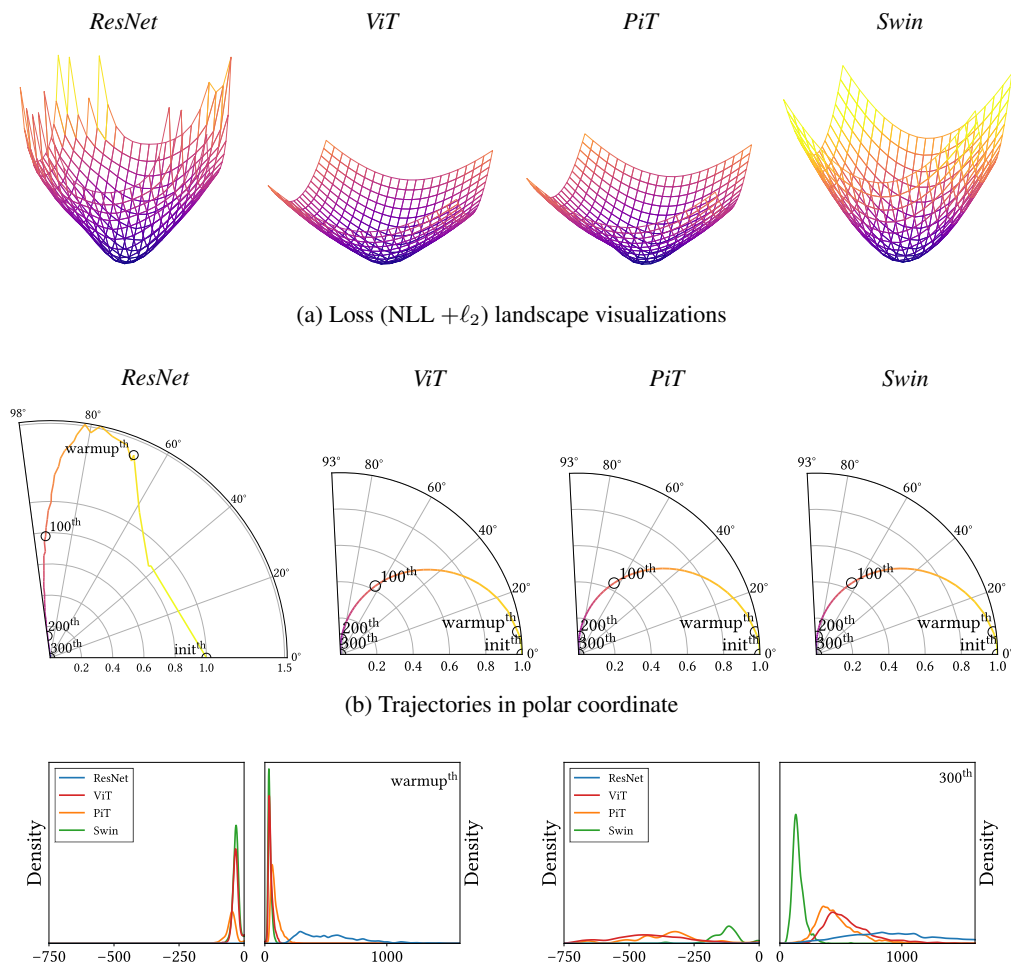 ResNet ViT PiT Swin
(a) Loss (NLL +ℓ₂) landscape visualizations
ResNet ViT PiT Swin
98° 80° 60° 40° 20° 0°
warmupᵗʰ
100ᵗʰ
200ᵗʰ
300ᵗʰ
initᵗʰ
0.2 0.4 0.6 0.8 1.0 1.5
93° 80° 60° 40° 20° 0°
100ᵗʰ
200ᵗʰ
300ᵗʰ
warmupᵗʰ
initᵗʰ
0.2 0.4 0.6 0.8 1.0
93° 80° 60° 40° 20° 0°
100ᵗʰ
200ᵗʰ
300ᵗʰ
warmupᵗʰ
initᵗʰ
0.2 0.4 0.6 0.8 1.0
93° 80° 60° 40° 20° 0°
100ᵗʰ
200ᵗʰ
300ᵗʰ
warmupᵗʰ
initᵗʰ
0.2 0.4 0.6 0.8 1.0
(b) Trajectories in polar coordinate
Density
ResNet
ViT
PiT
Swin
warmupᵗʰ
Density
−750 −500 −250 0 0 1000
Density
ResNet
ViT
PiT
Swin
300ᵗʰ
Density
−750 −500 −250 0 0 1000